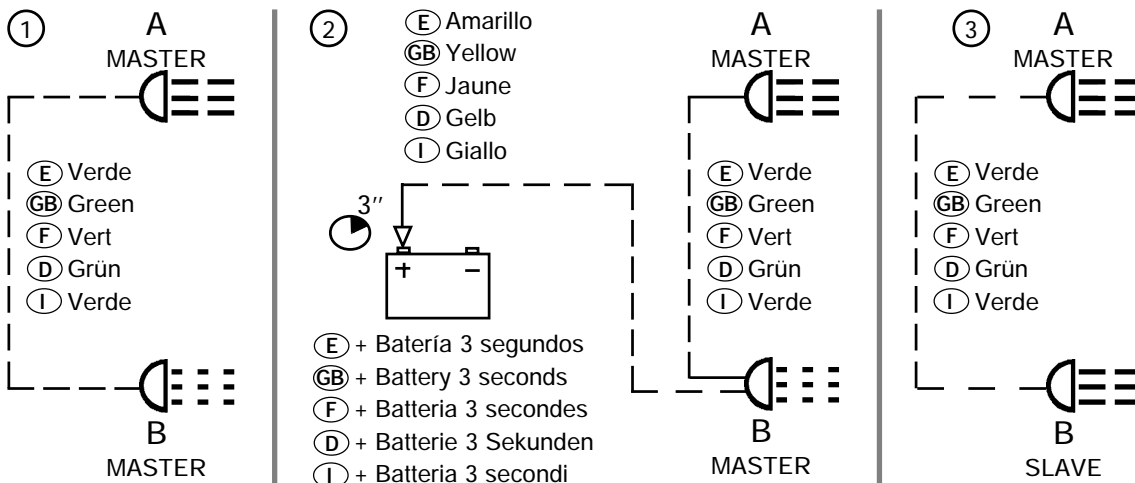 1
A
MASTER
E Verde
GB Green
F Vert
D Grün
I Verde
B
MASTER
2
E Amarillo
GB Yellow
F Jaune
D Gelb
I Giallo
3''
+ –
E + Batería 3 segundos
GB + Battery 3 seconds
F + Batteria 3 secondes
D + Batterie 3 Sekunden
I + Batteria 3 secondi
A
MASTER
E Verde
GB Green
F Vert
D Grün
I Verde
B
MASTER
3
A
MASTER
E Verde
GB Green
F Vert
D Grün
I Verde
B
SLAVE